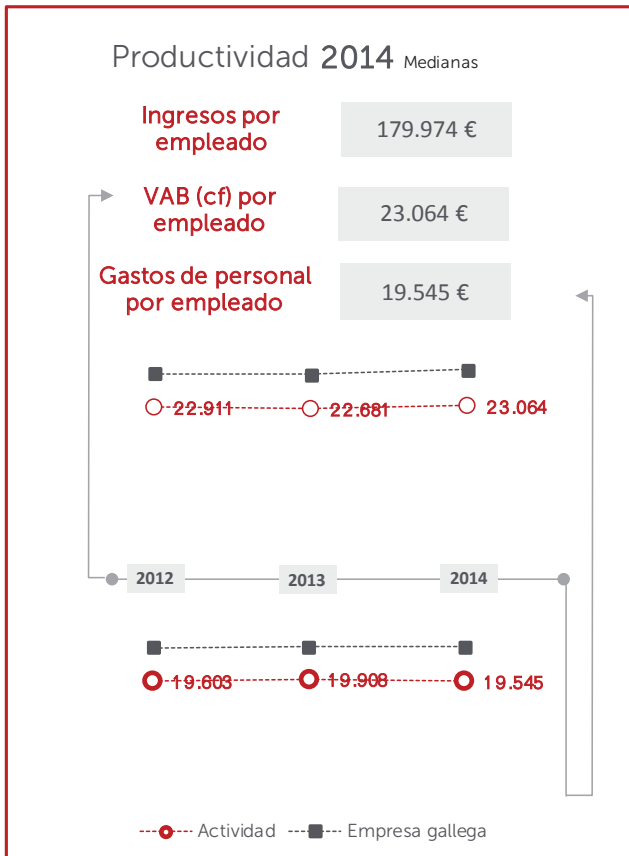 Productividad 2014 Medianas
Ingresos por
empleado
179.974 €
VAB (cf) por
empleado
23.064 €
Gastos de personal
por empleado
19.545 €
22.911
22.681
23.064
2012
2013
2014
19.603
19.908
19.545
Actividad
Empresa gallega